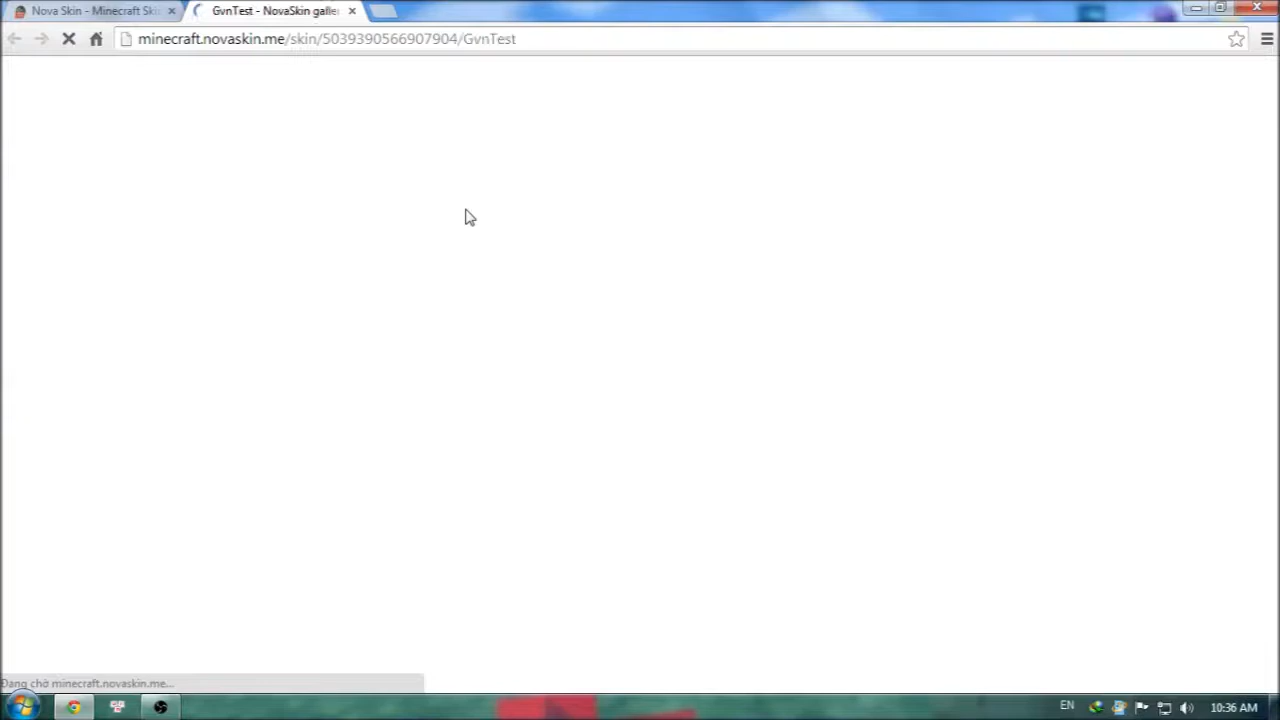 Nova Skin - Minecraft Ski
GvnTest - NovaSkin galle
minecraft.novaskin.me/skin/5039390566907904/GvnTest
Đang chờ minecraft.novaskin.me...
EN
10:36 AM